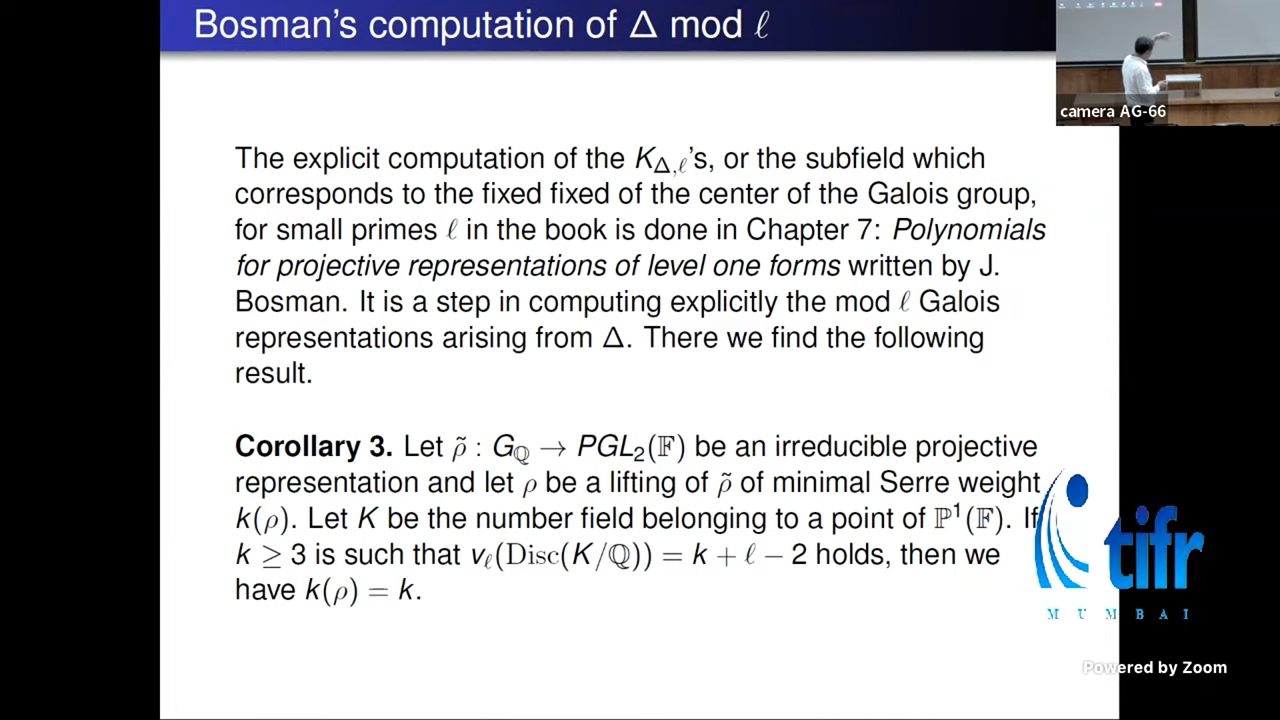 Bosman's computation of Δ mod ℓ
camera AG-66
The explicit computation of the K_{Δ,ℓ}'s, or the subfield which
corresponds to the fixed fixed of the center of the Galois group,
for small primes ℓ in the book is done in Chapter 7: Polynomials
for projective representations of level one forms written by J.
Bosman. It is a step in computing explicitly the mod ℓ Galois
representations arising from Δ. There we find the following
result.
Corollary 3. Let ρ̃ : G_ℚ → PGL₂(𝔽) be an irreducible projective
representation and let ρ be a lifting of ρ̃ of minimal Serre weight
k(ρ). Let K be the number field belonging to a point of ℙ¹(𝔽). If
k ≥ 3 is such that v_ℓ(Disc(K/ℚ)) = k + ℓ − 2 holds, then we
have k(ρ) = k.
tifr
MUMBAI
Powered by Zoom